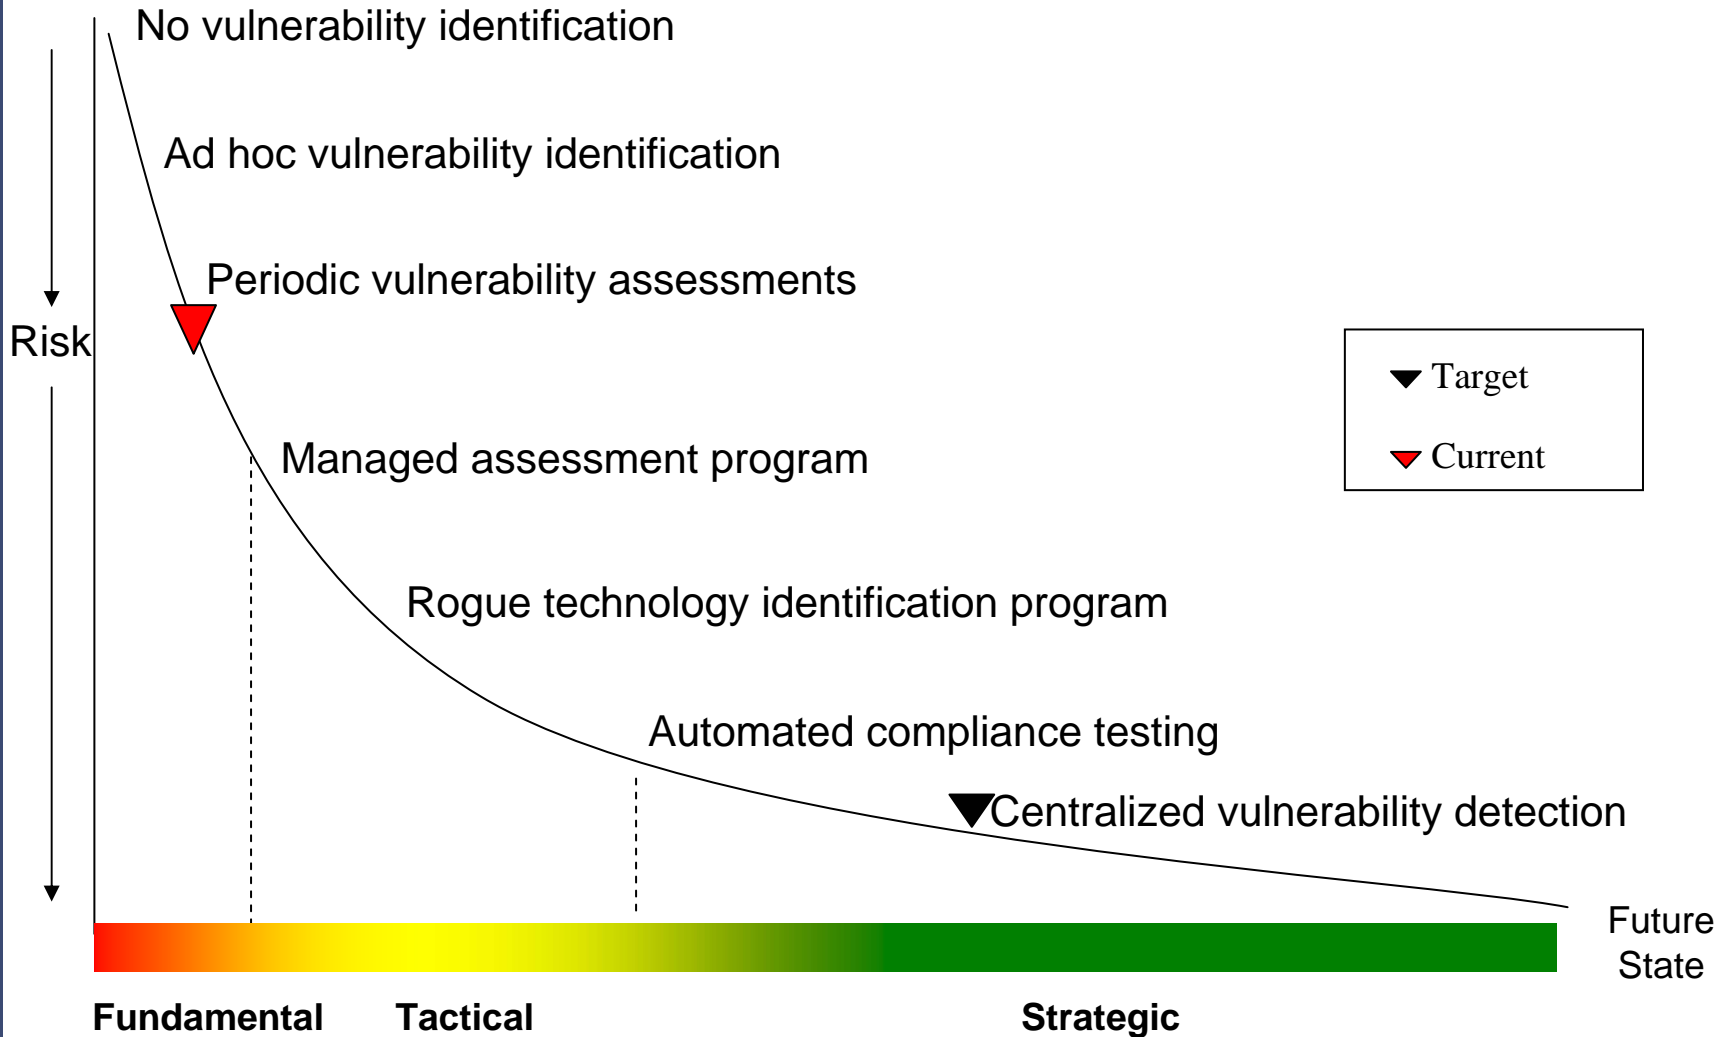 No vulnerability identification
Ad hoc vulnerability identification
Periodic vulnerability assessments
Risk
Target
Current
Managed assessment program
Rogue technology identification program
Automated compliance testing
Centralized vulnerability detection
Future
State
Fundamental
Tactical
Strategic